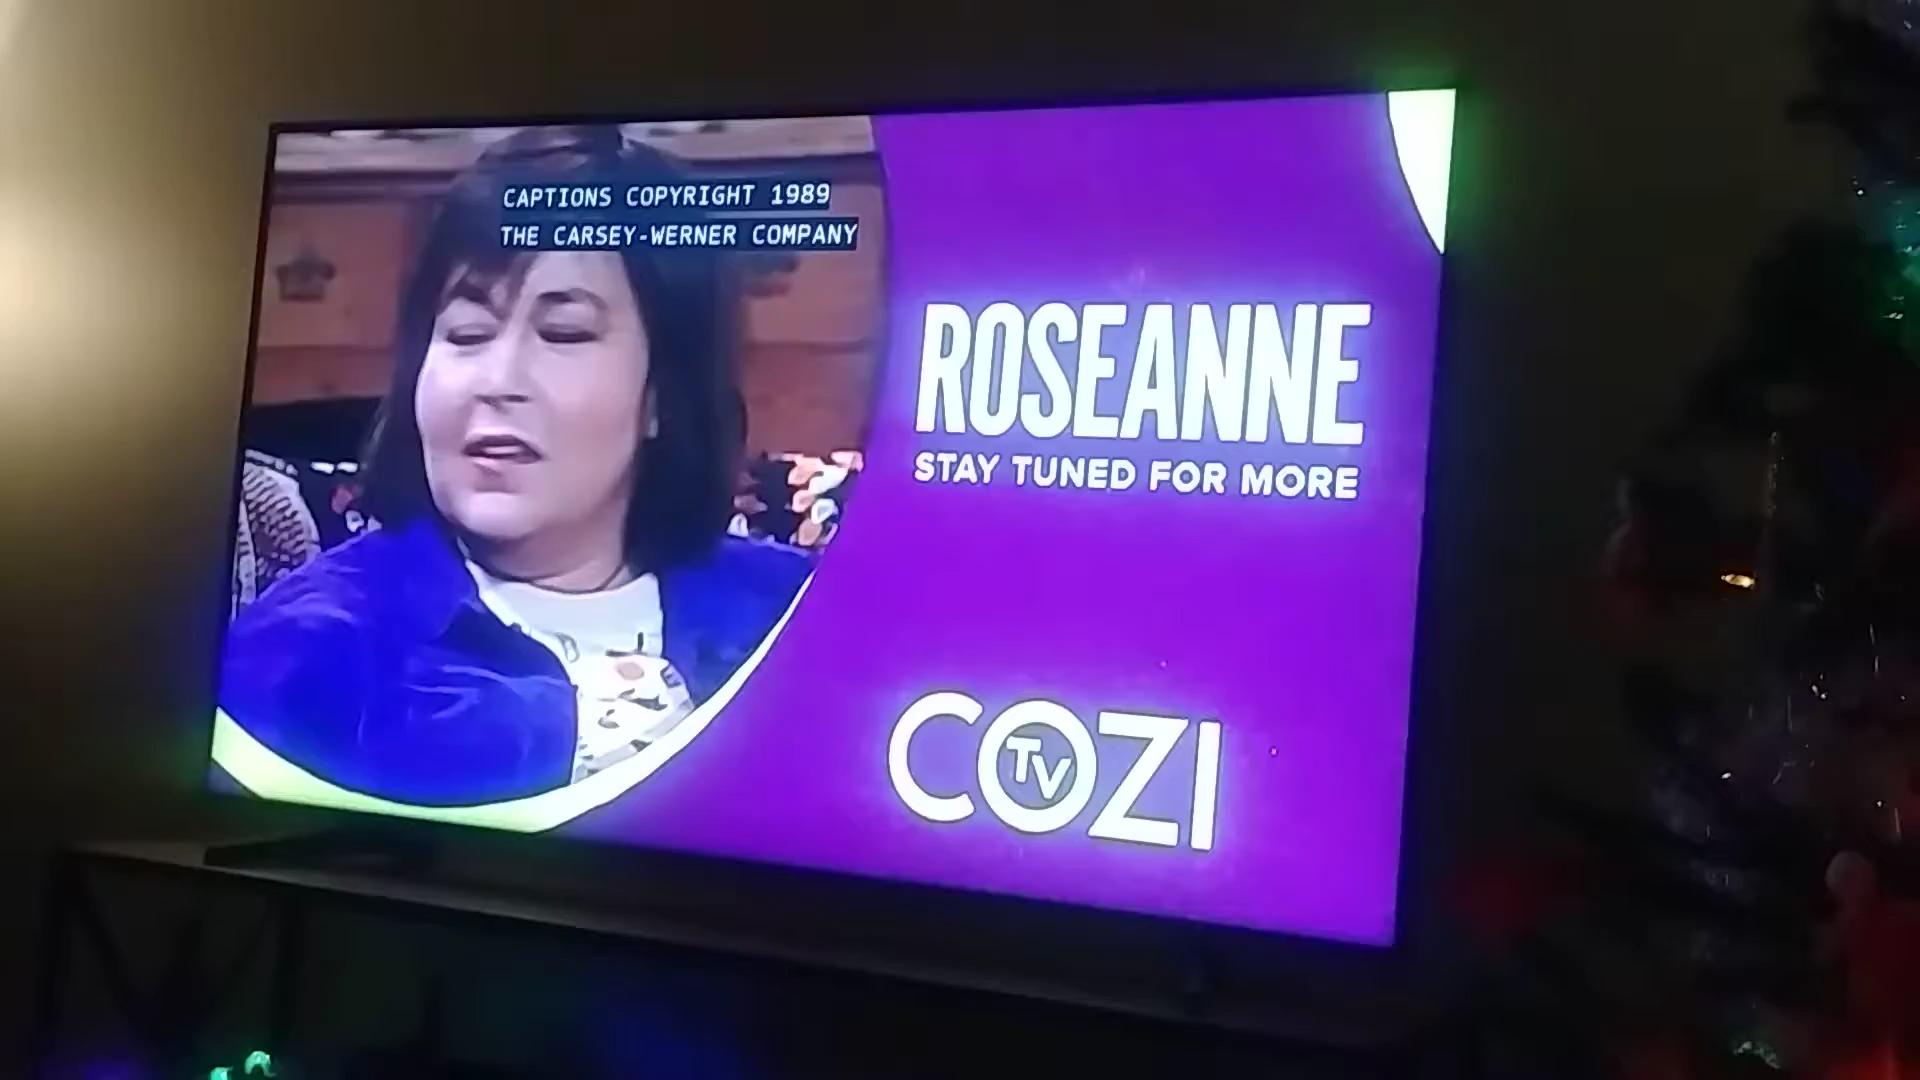 CAPTIONS COPYRIGHT 1989
THE CARSEY-WERNER COMPANY
ROSEANNE
STAY TUNED FOR MORE
COZI
TV